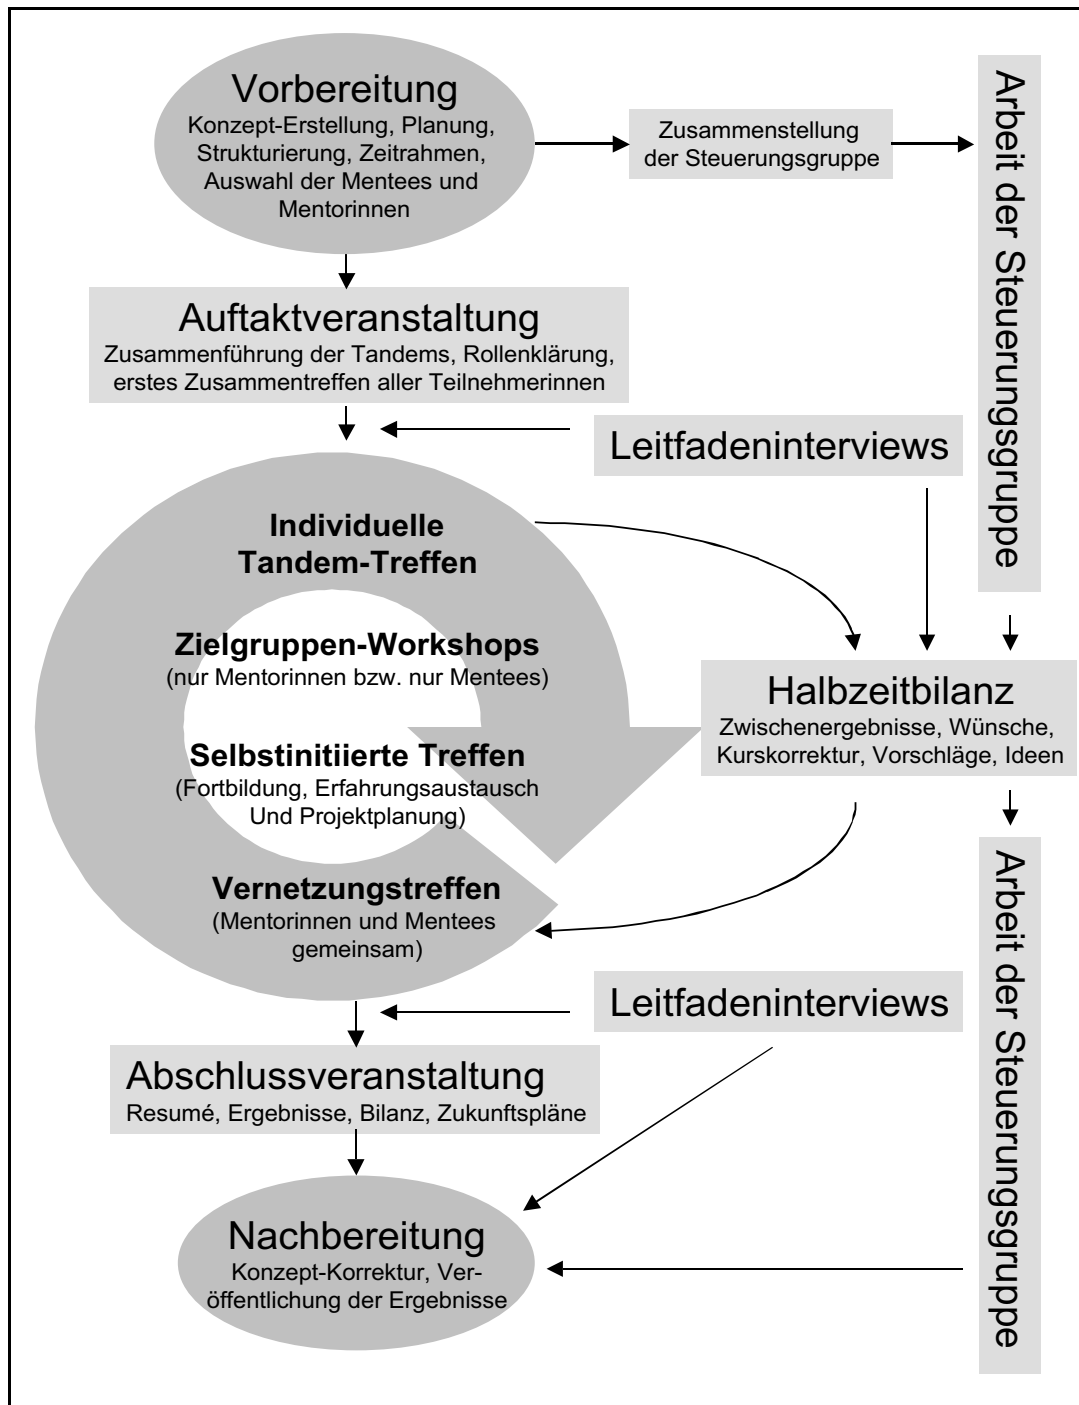 Vorbereitung
Konzept-Erstellung, Planung,
Strukturierung, Zeitrahmen,
Auswahl der Mentees und
Mentorinnen
Zusammenstellung
der Steuerungsgruppe
Arbeit der Steuerungsgruppe
Auftaktveranstaltung
Zusammenführung der Tandems, Rollenklärung,
erstes Zusammentreffen aller Teilnehmerinnen
Leitfadeninterviews
Individuelle
Tandem-Treffen
Zielgruppen-Workshops
(nur Mentorinnen bzw. nur Mentees)
Selbstinitiierte Treffen
(Fortbildung, Erfahrungsaustausch
Und Projektplanung)
Vernetzungstreffen
(Mentorinnen und Mentees
gemeinsam)
Halbzeitbilanz
Zwischenergebnisse, Wünsche,
Kurskorrektur, Vorschläge, Ideen
Arbeit der Steuerungsgruppe
Leitfadeninterviews
Abschlussveranstaltung
Resumé, Ergebnisse, Bilanz, Zukunftspläne
Nachbereitung
Konzept-Korrektur, Ver-
öffentlichung der Ergebnisse